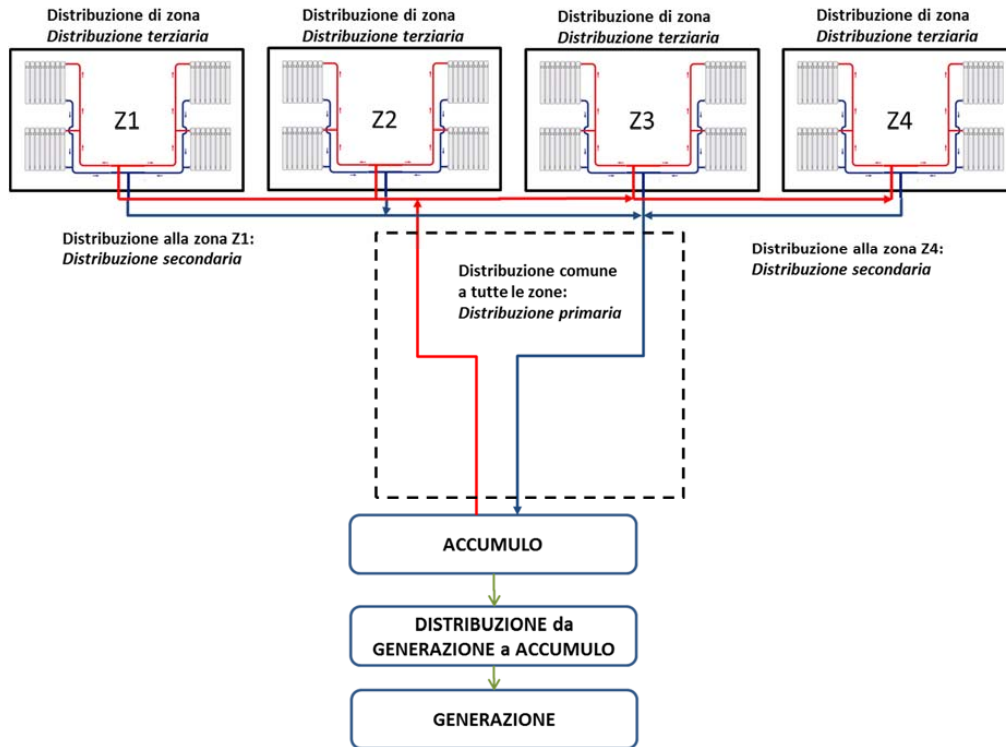 Distribuzione di zona
Distribuzione terziaria
Distribuzione di zona
Distribuzione terziaria
Distribuzione di zona
Distribuzione terziaria
Distribuzione di zona
Distribuzione terziaria
Z1
Z2
Z3
Z4
Distribuzione alla zona Z1:
Distribuzione secondaria
Distribuzione comune
a tutte le zone:
Distribuzione primaria
Distribuzione alla zona Z4:
Distribuzione secondaria
ACCUMULO
DISTRIBUZIONE da
GENERAZIONE a ACCUMULO
GENERAZIONE